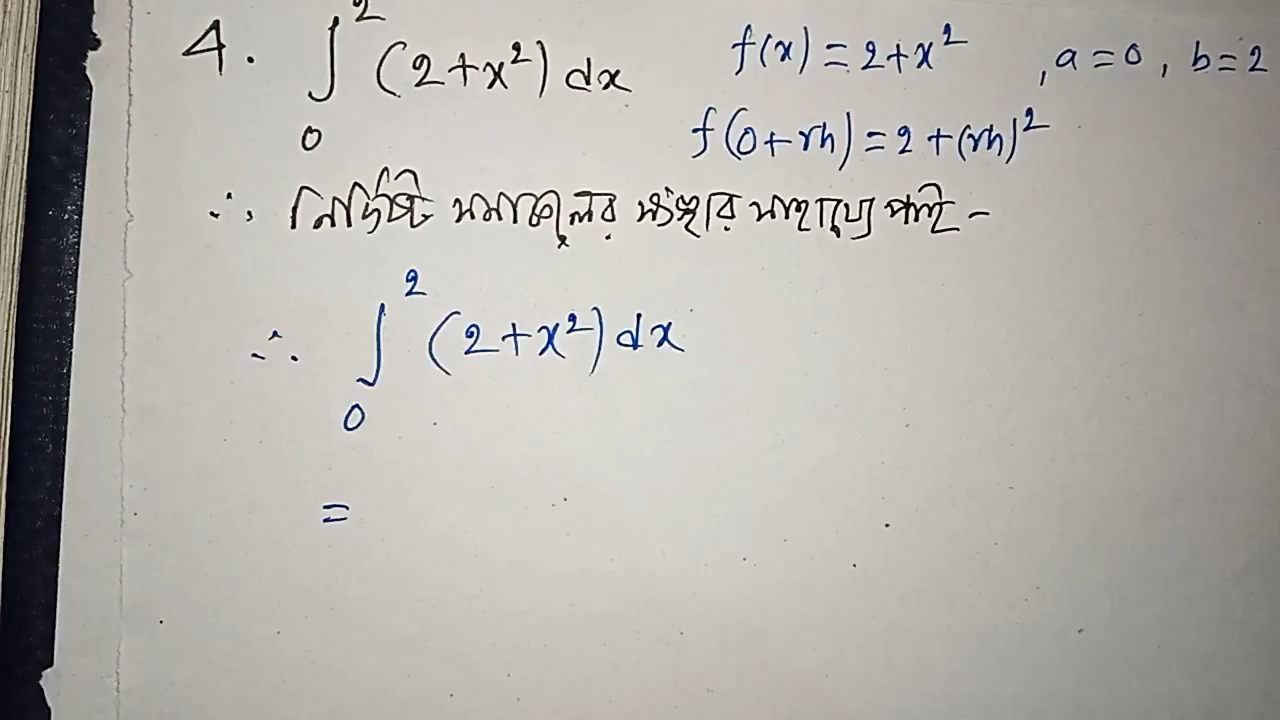 4. ∫₀² (2+x²) dx f(x) = 2+x² , a=0, b=2
f(0+rh) = 2 + (rh)²
∴ নির্দিষ্ট সমাকলের সংজ্ঞার সাহায্যে পাই -
∴ ∫₀² (2+x²) dx
=